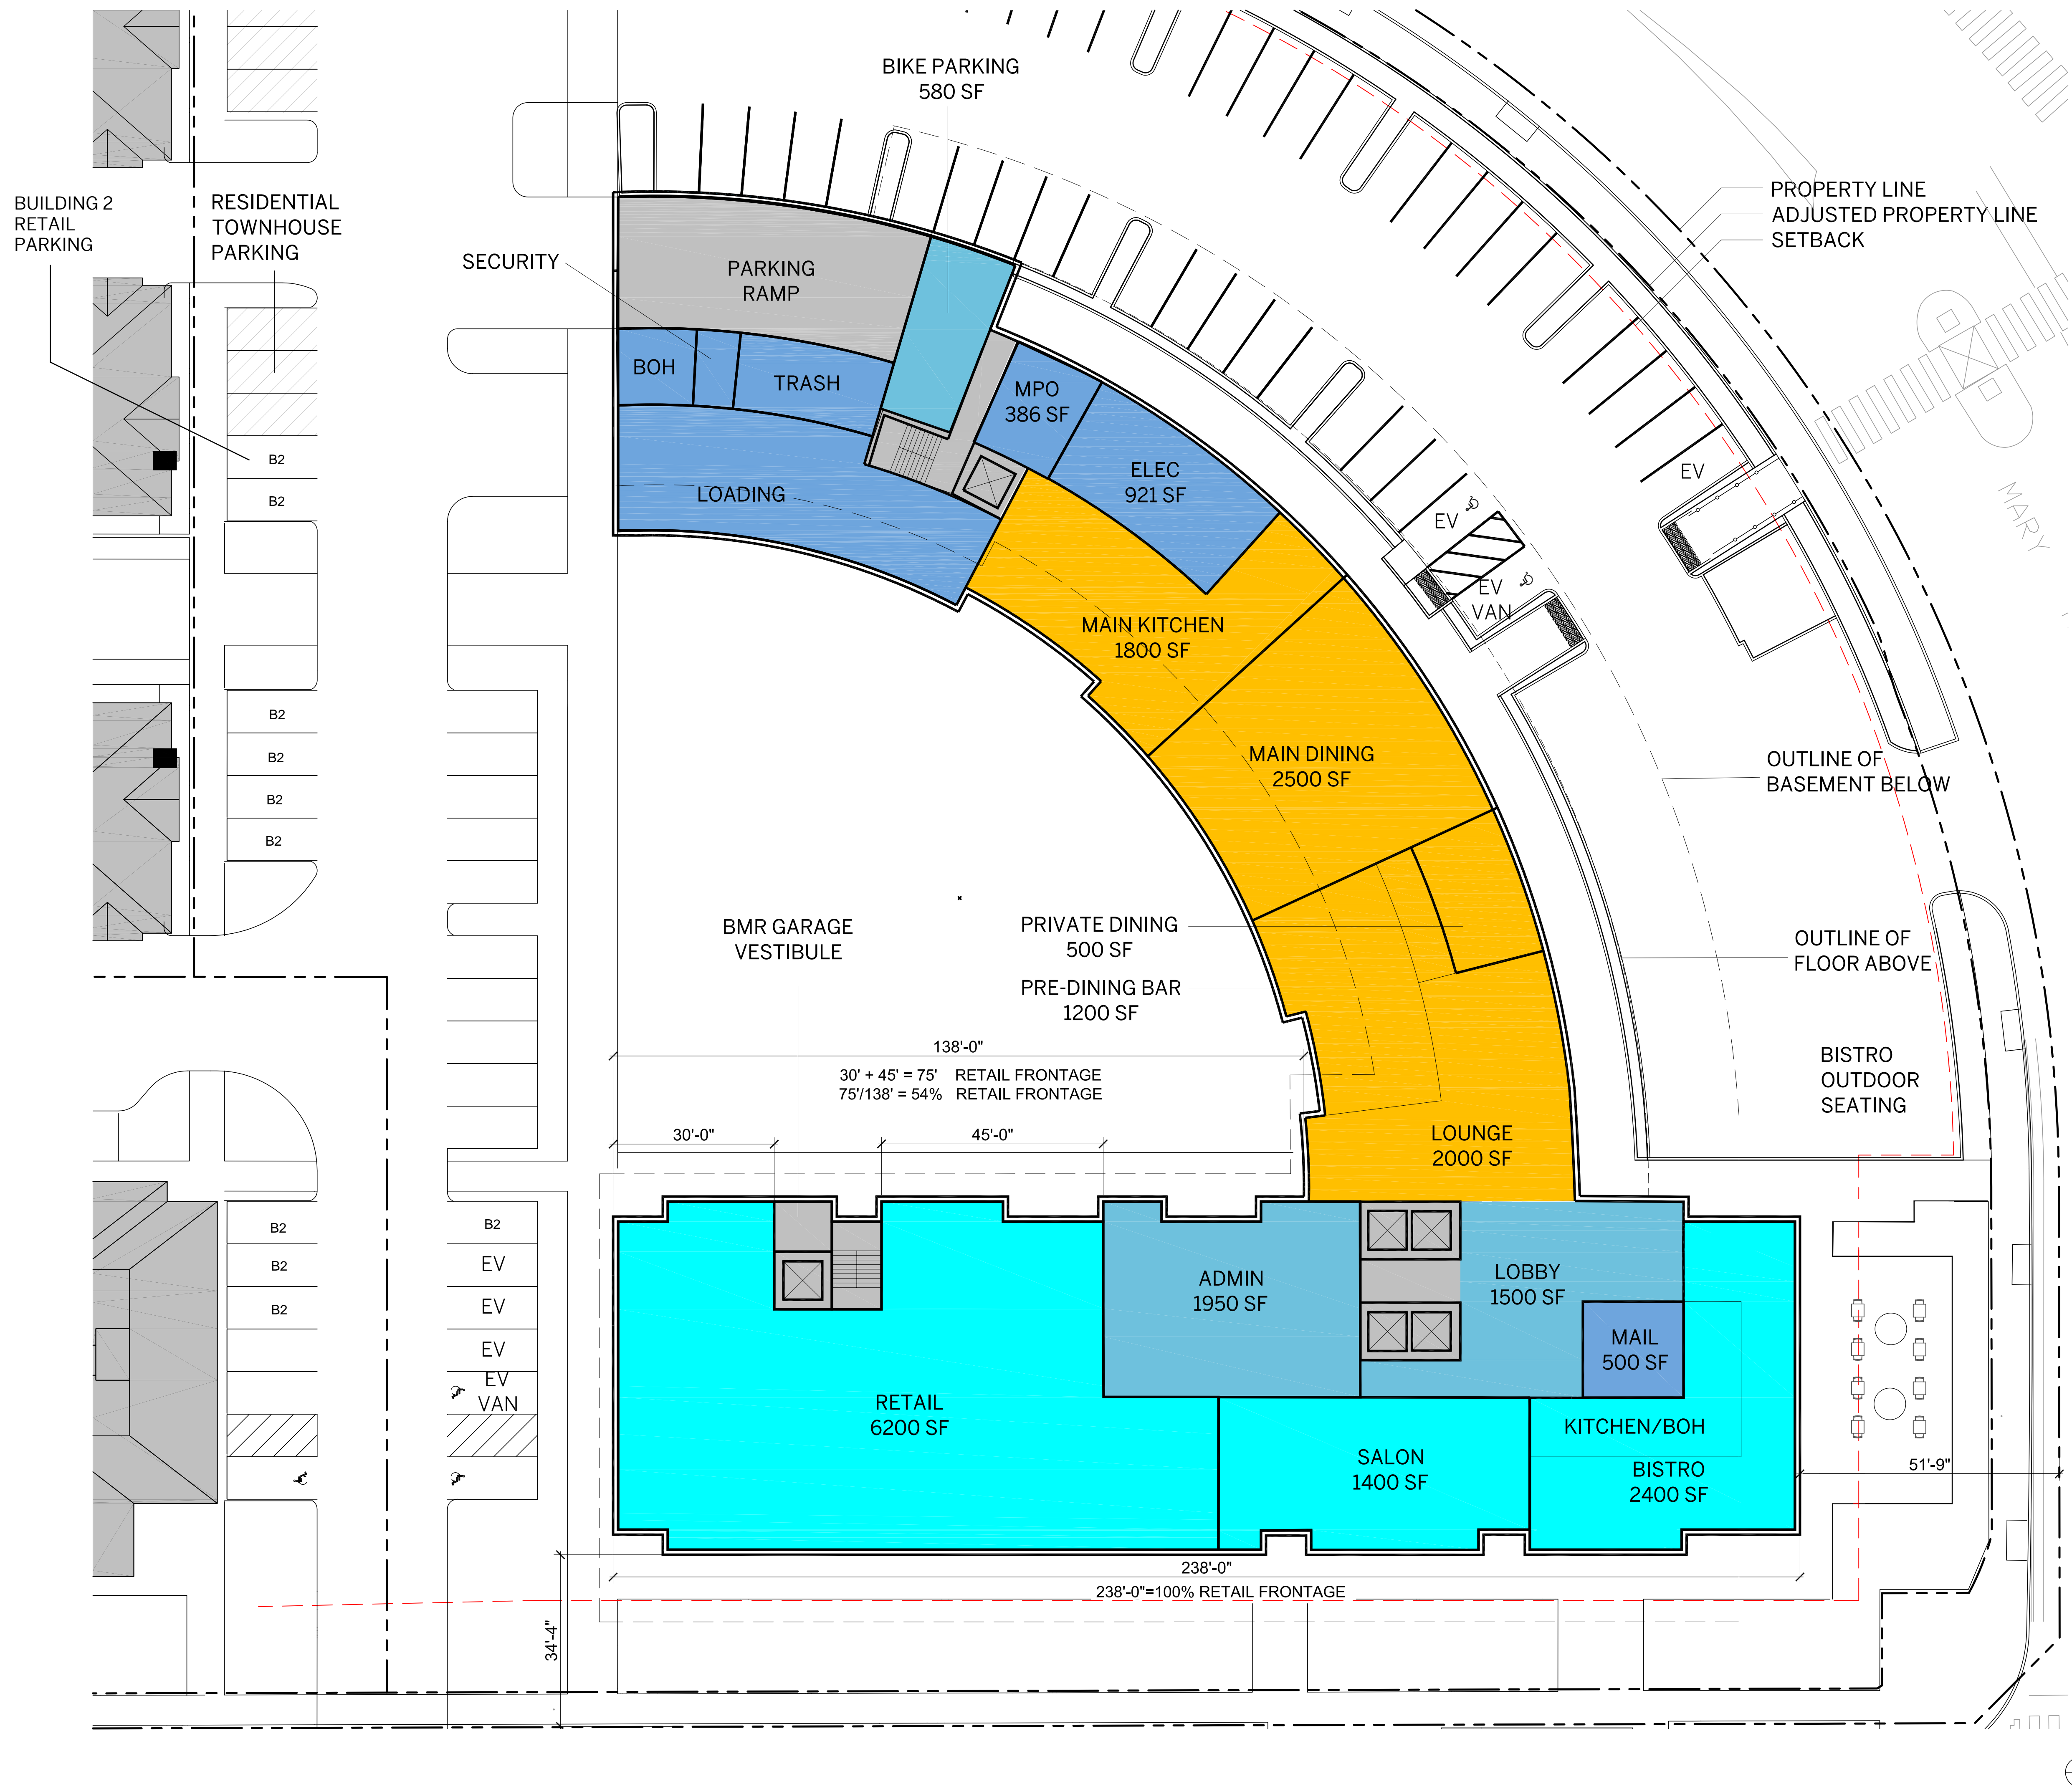 BIKE PARKING
580 SF
BUILDING 2
RETAIL
PARKING
RESIDENTIAL
TOWNHOUSE
PARKING
SECURITY
PARKING
RAMP
PROPERTY LINE
ADJUSTED PROPERTY LINE
SETBACK
BOH
TRASH
MPO
386 SF
LOADING
ELEC
921 SF
B2
B2
EV
EV
EV
VAN
MARY
MAIN KITCHEN
1800 SF
MAIN DINING
2500 SF
B2
B2
B2
B2
OUTLINE OF
BASEMENT BELOW
BMR GARAGE
VESTIBULE
PRIVATE DINING
500 SF
PRE-DINING BAR
1200 SF
OUTLINE OF
FLOOR ABOVE
BISTRO
OUTDOOR
SEATING
138'-0"
30' + 45' = 75' RETAIL FRONTAGE
75'/138' = 54% RETAIL FRONTAGE
30'-0"
45'-0"
LOUNGE
2000 SF
B2
B2
B2
B2
EV
EV
EV
EV
VAN
ADMIN
1950 SF
LOBBY
1500 SF
MAIL
500 SF
RETAIL
6200 SF
KITCHEN/BOH
SALON
1400 SF
BISTRO
2400 SF
51'-9"
238'-0"
238'-0"=100% RETAIL FRONTAGE
34'-4"